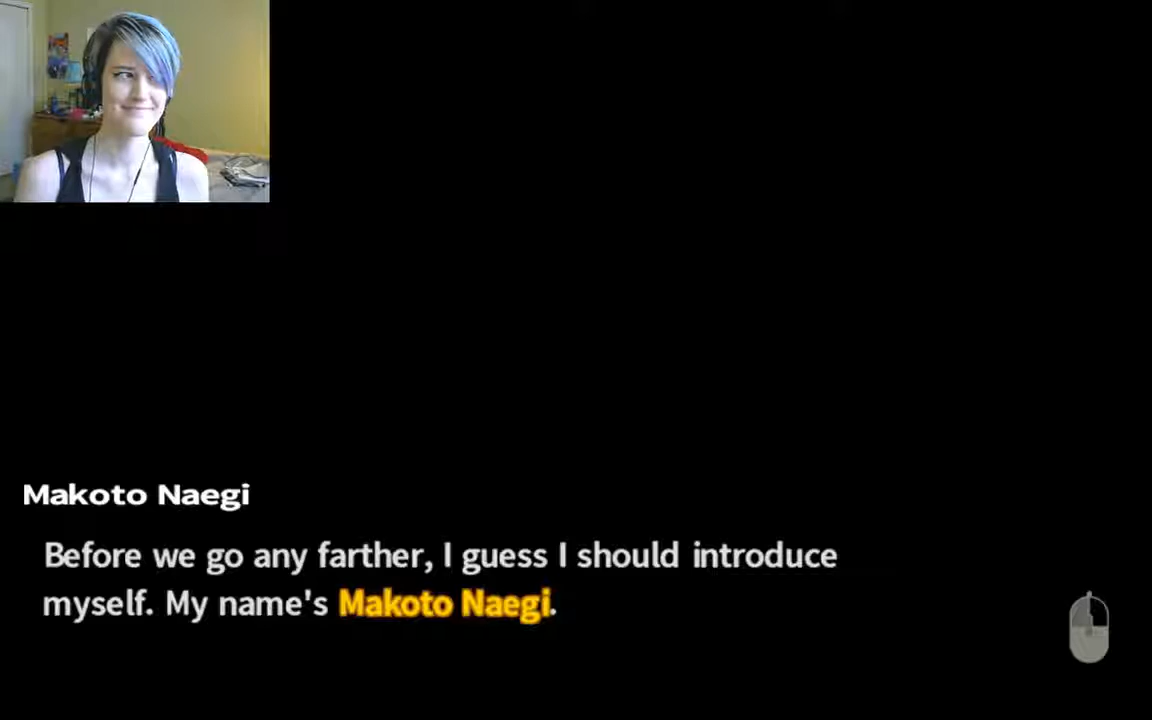 Makoto Naegi
Before we go any farther, I guess I should introduce
myself. My name's Makoto Naegi.